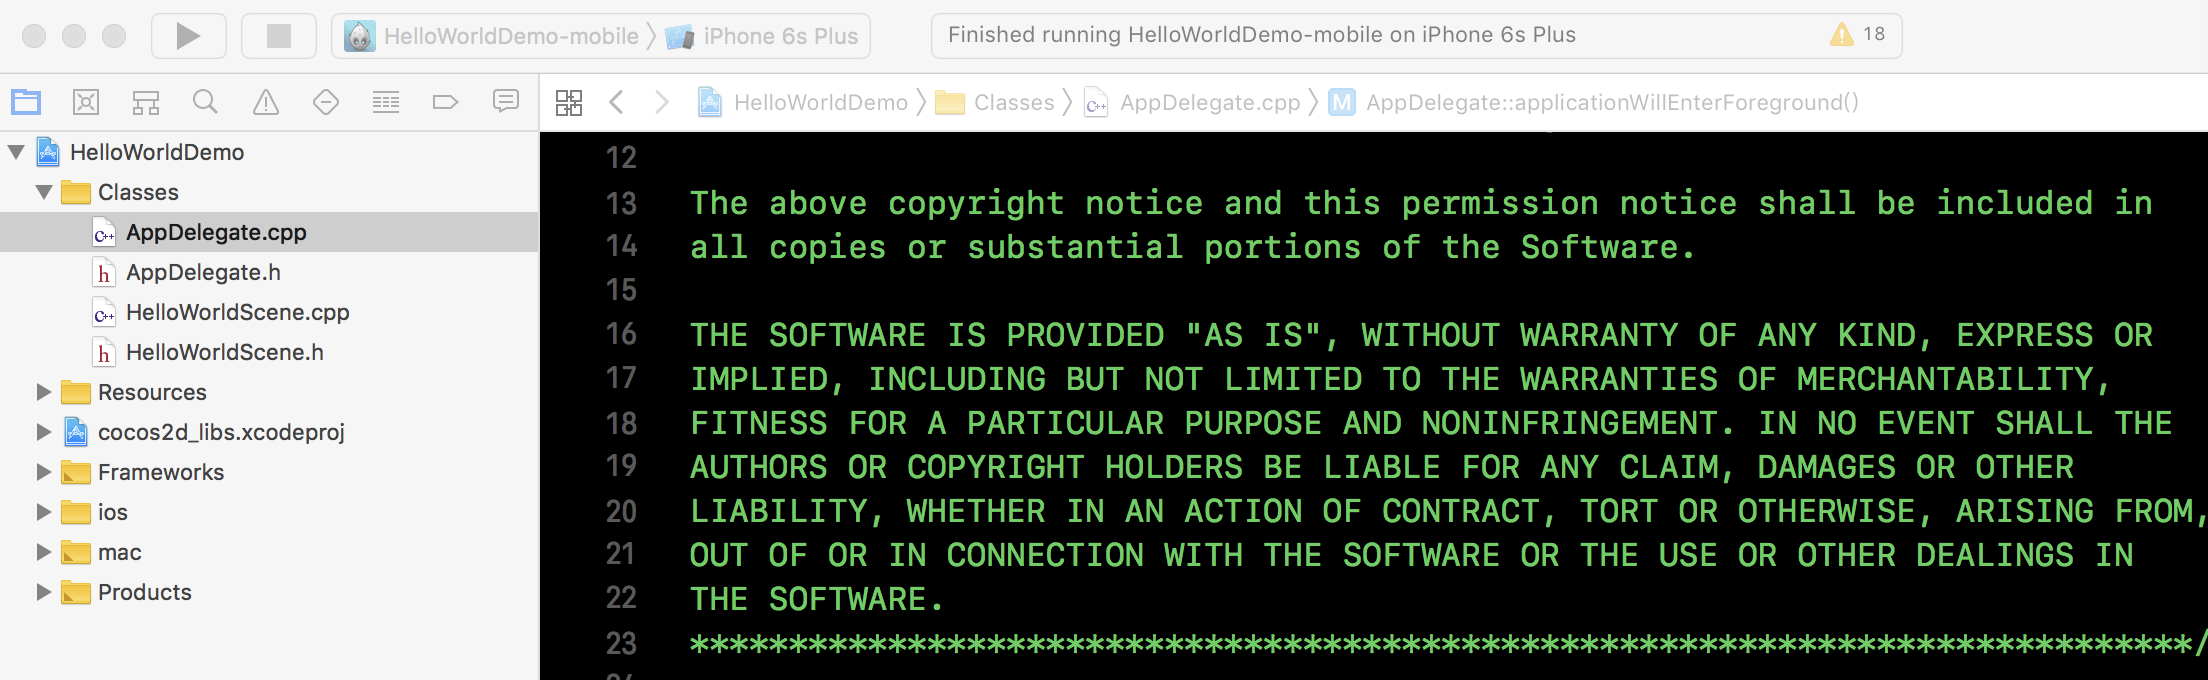 HelloWorldDemo-mobile iPhone 6s Plus
Finished running HelloWorldDemo-mobile on iPhone 6s Plus 18
HelloWorldDemo Classes AppDelegate.cpp M AppDelegate::applicationWillEnterForeground()
HelloWorldDemo
Classes
C++ AppDelegate.cpp
h AppDelegate.h
C++ HelloWorldScene.cpp
h HelloWorldScene.h
Resources
cocos2d_libs.xcodeproj
Frameworks
ios
mac
Products
12
13 The above copyright notice and this permission notice shall be included in
14 all copies or substantial portions of the Software.
15
16 THE SOFTWARE IS PROVIDED "AS IS", WITHOUT WARRANTY OF ANY KIND, EXPRESS OR
17 IMPLIED, INCLUDING BUT NOT LIMITED TO THE WARRANTIES OF MERCHANTABILITY,
18 FITNESS FOR A PARTICULAR PURPOSE AND NONINFRINGEMENT. IN NO EVENT SHALL THE
19 AUTHORS OR COPYRIGHT HOLDERS BE LIABLE FOR ANY CLAIM, DAMAGES OR OTHER
20 LIABILITY, WHETHER IN AN ACTION OF CONTRACT, TORT OR OTHERWISE, ARISING FROM,
21 OUT OF OR IN CONNECTION WITH THE SOFTWARE OR THE USE OR OTHER DEALINGS IN
22 THE SOFTWARE.
23 ****************************************************************************/